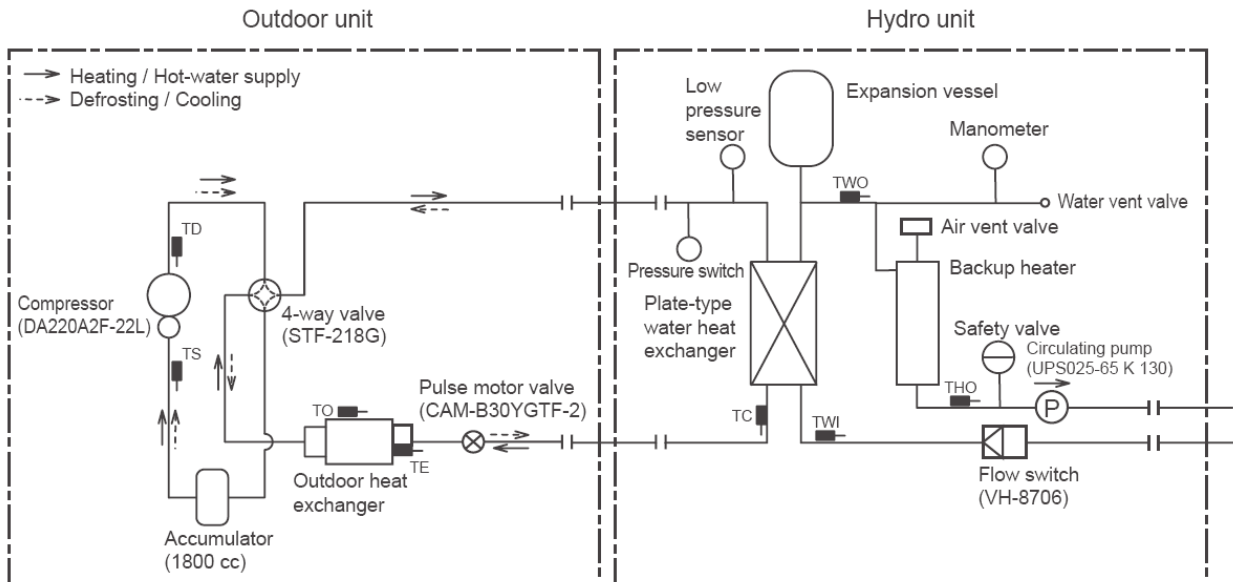 Outdoor unit
Hydro unit
Heating / Hot-water supply
Defrosting / Cooling
Low
pressure
sensor
Expansion vessel
Manometer
TWO
Water vent valve
TD
Air vent valve
Pressure switch
Backup heater
Compressor
(DA220A2F-22L)
4-way valve
(STF-218G)
Plate-type
water heat
exchanger
Safety valve
Circulating pump
(UPS025-65 K 130)
TS
Pulse motor valve
(CAM-B30YGTF-2)
THO
P
TO
TC
TWI
TE
Outdoor heat
exchanger
Flow switch
(VH-8706)
Accumulator
(1800 cc)